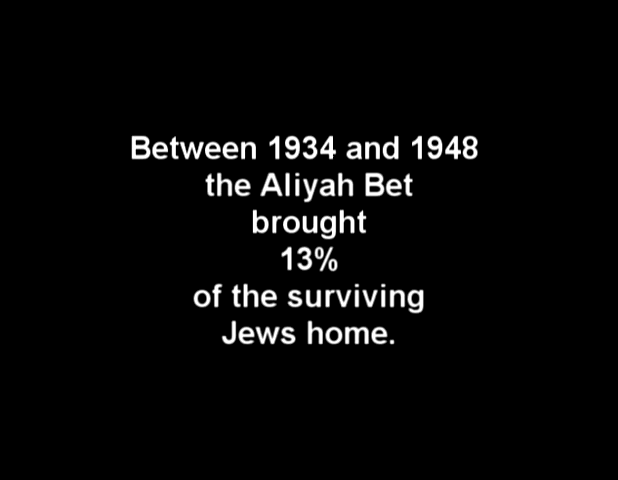 Between 1934 and 1948
the Aliyah Bet
brought
13%
of the surviving
Jews home.